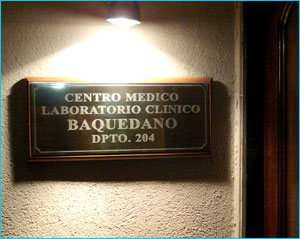 CENTRO MEDICO
LABORATORIO CLINICO
BAQUEDANO
DPTO. 204